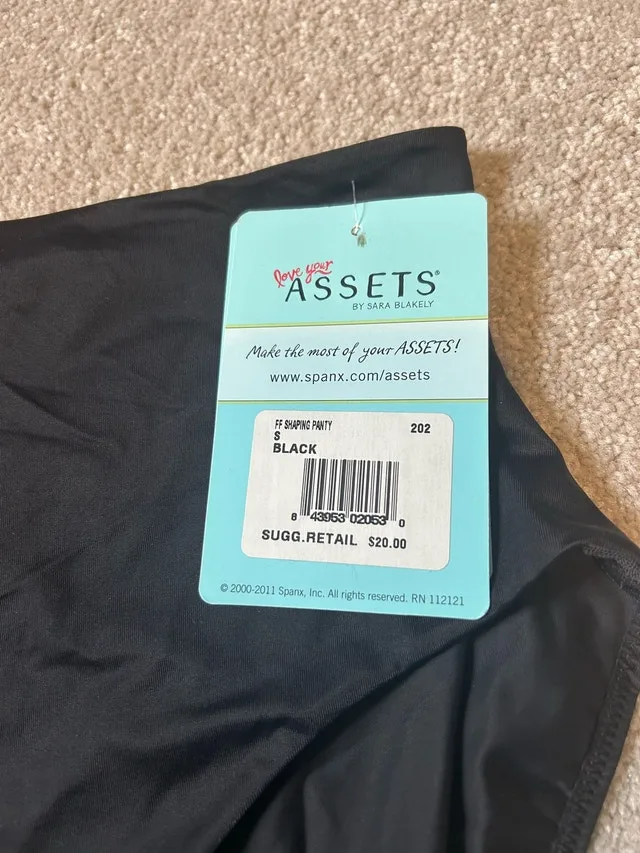 love your
ASSETS®
BY SARA BLAKELY
Make the most of your ASSETS!
www.spanx.com/assets
FF SHAPING PANTY 202
S
BLACK
8 43953 02053 0
SUGG.RETAIL $20.00
© 2000-2011 Spanx, Inc. All rights reserved. RN 112121